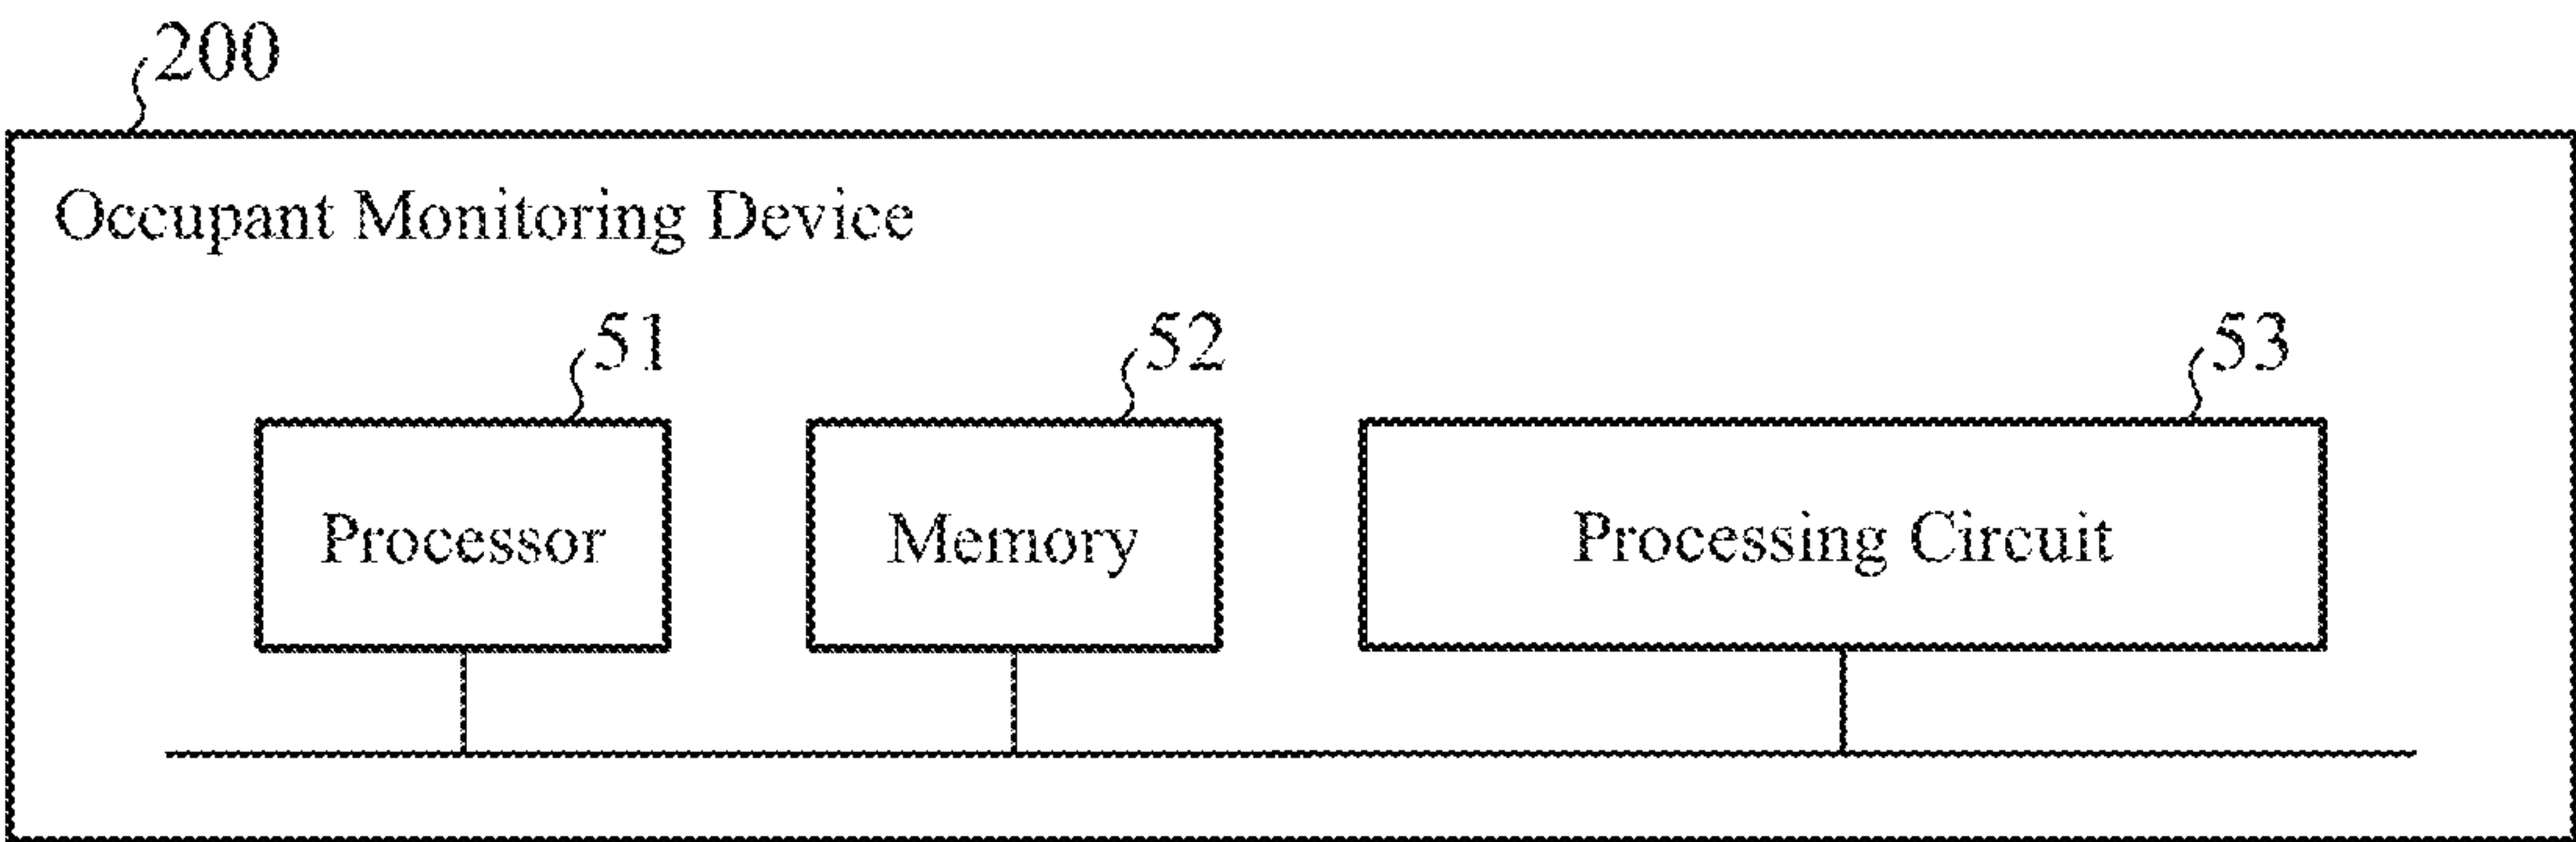 200
Occupant Monitoring Device
51
52
53
Processor
Memory
Processing Circuit